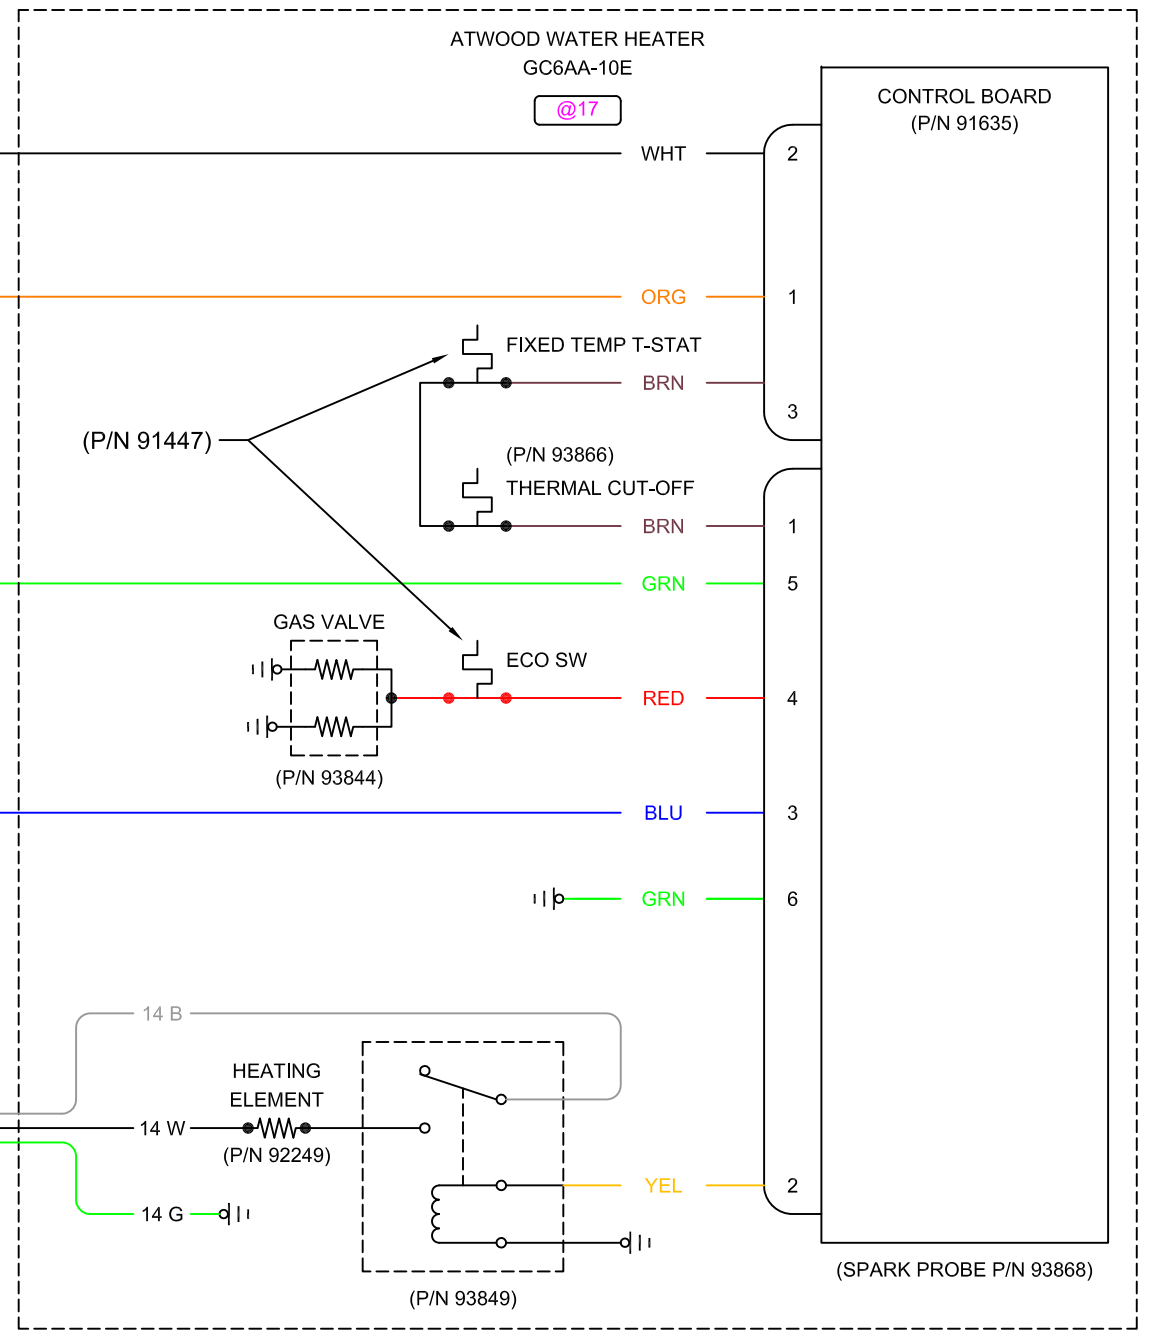 ATWOOD WATER HEATER
GC6AA-10E
@17
CONTROL BOARD
(P/N 91635)
WHT
2
ORG
1
FIXED TEMP T-STAT
BRN
3
(P/N 91447)
(P/N 93866)
THERMAL CUT-OFF
BRN
1
GRN
5
GAS VALVE
ECO SW
RED
4
(P/N 93844)
BLU
3
GRN
6
14 B
HEATING
ELEMENT
14 W
(P/N 92249)
YEL
2
14 G
(SPARK PROBE P/N 93868)
(P/N 93849)